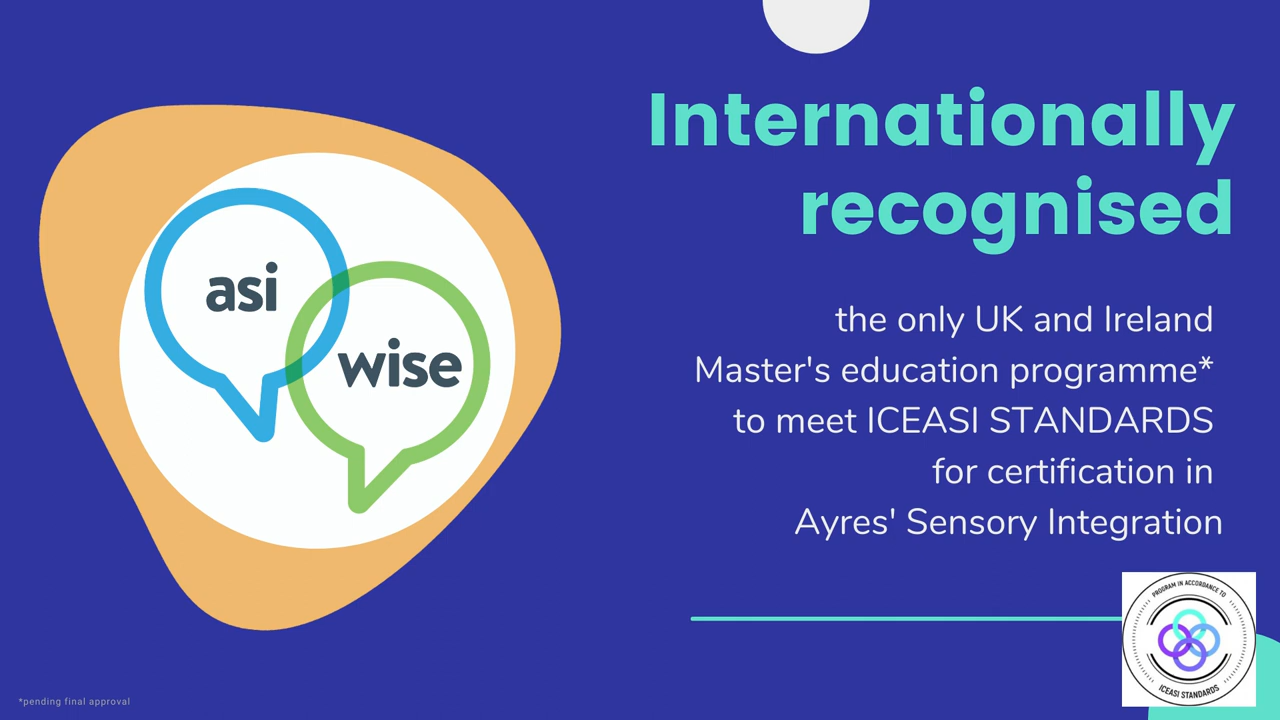 Internationally
recognised
asi
wise
the only UK and Ireland
Master's education programme*
to meet ICEASI STANDARDS
for certification in
Ayres' Sensory Integration
PROGRAM IN ACCORDANCE TO
ICEASI STANDARDS
*pending final approval